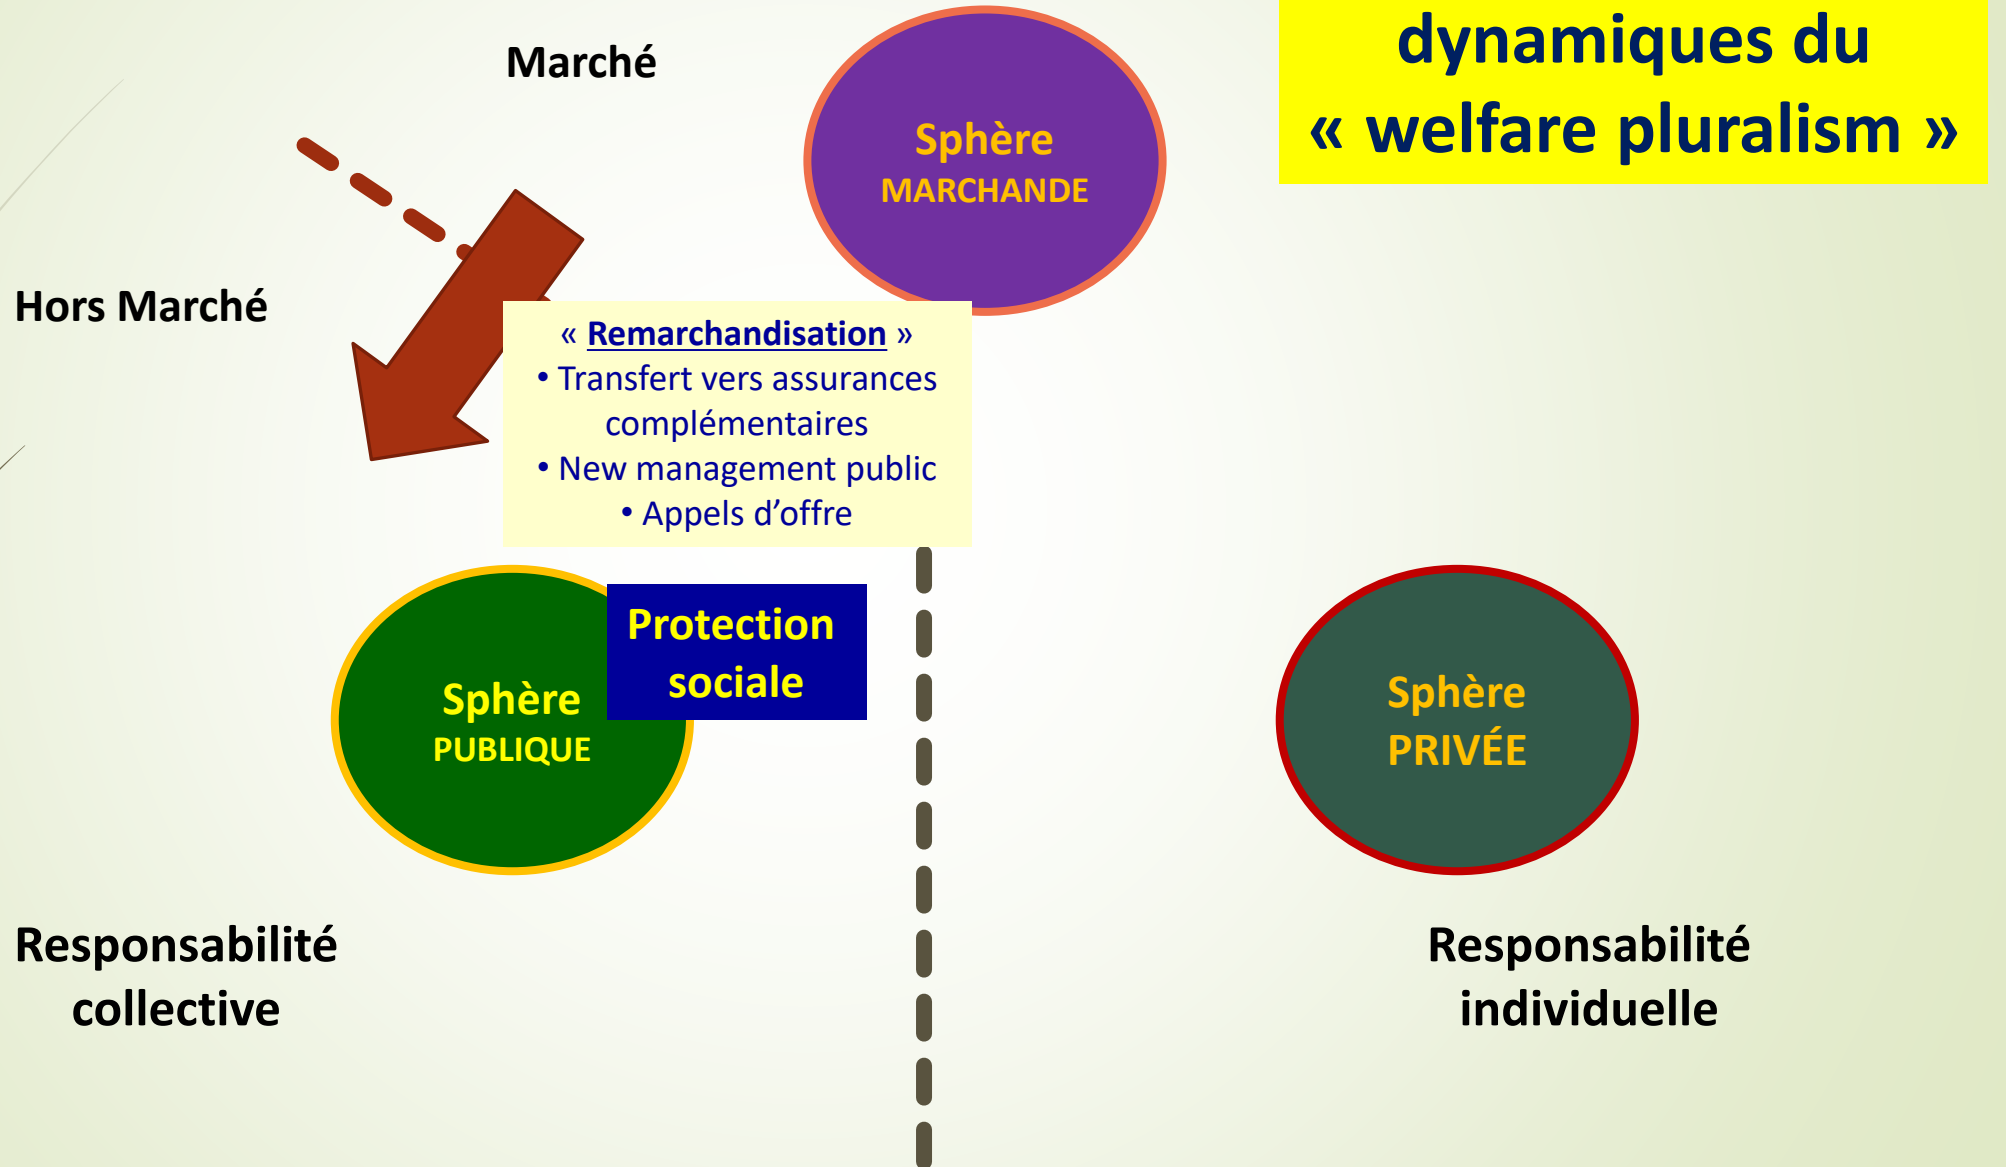 dynamiques du
« welfare pluralism »
Marché
Sphère
MARCHANDE
Hors Marché
« Remarchandisation »
• Transfert vers assurances
complémentaires
• New management public
• Appels d’offre
Protection
sociale
Sphère
PUBLIQUE
Sphère
PRIVÉE
Responsabilité
collective
Responsabilité
individuelle